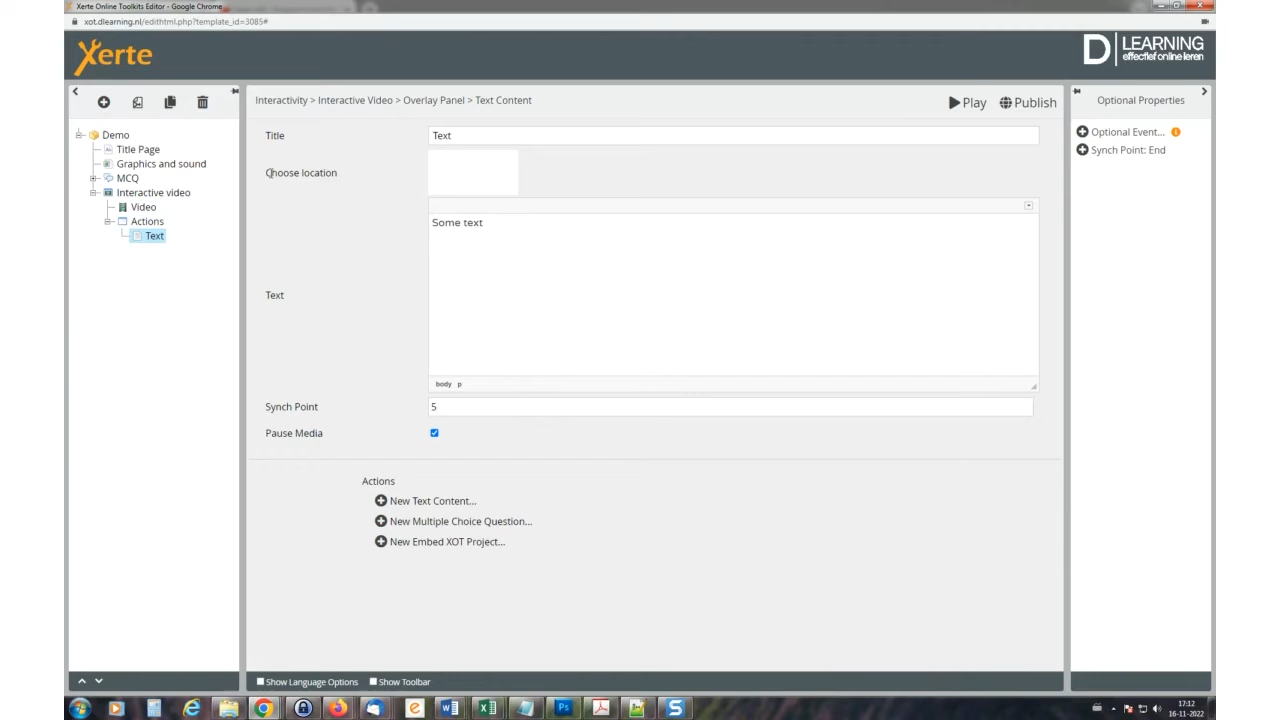 Xerte Online Toolkits Editor - Google Chrome
xot.dlearning.nl/edithtml.php?template_id=3085#
Xerte
D LEARNING
effectief online leren
Interactivity > Interactive Video > Overlay Panel > Text Content
Play
Publish
Optional Properties
Demo
Title Page
Graphics and sound
MCQ
Interactive video
Video
Actions
Text
Title
Text
Choose location
Text
Some text
body p
Synch Point
5
Pause Media
Optional Event...
Synch Point: End
Actions
New Text Content...
New Multiple Choice Question...
New Embed XOT Project...
Show Language Options
Show Toolbar
17:12
16-11-2022